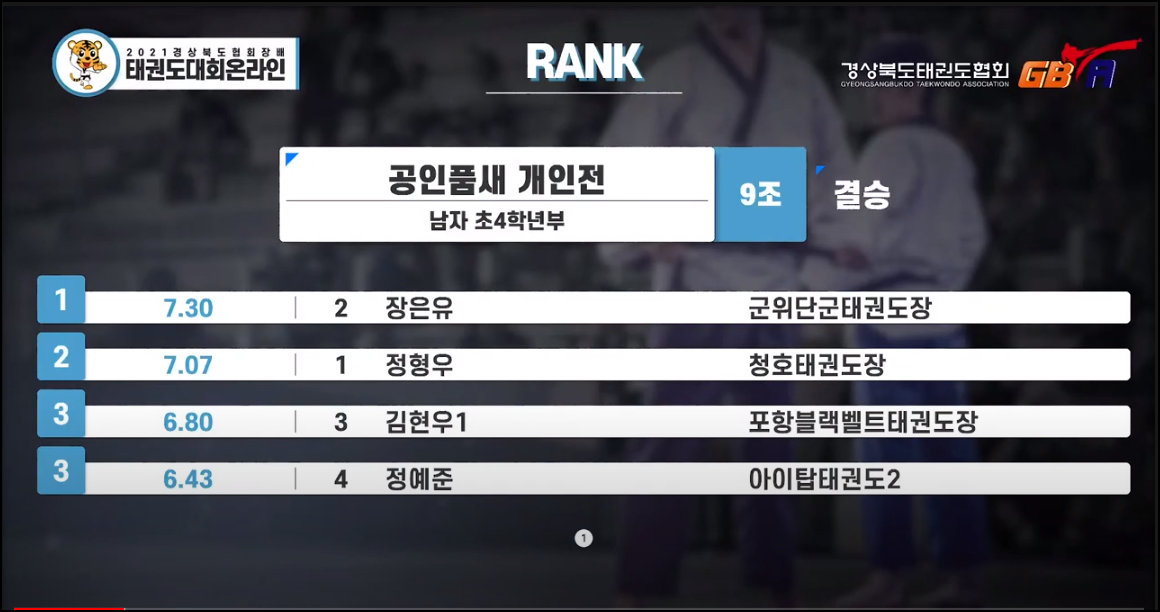 2021경상북도협회장배
태권도대회온라인
RANK
경상북도태권도협회
GYEONGSANGBUKDO TAEKWONDO ASSOCIATION
GBTA
공인품새 개인전
남자 초4학년부
9조
결승
1 7.30 2 장은유 군위단군태권도장
2 7.07 1 정형우 청호태권도장
3 6.80 3 김현우1 포항블랙벨트태권도장
3 6.43 4 정예준 아이탑태권도2
1